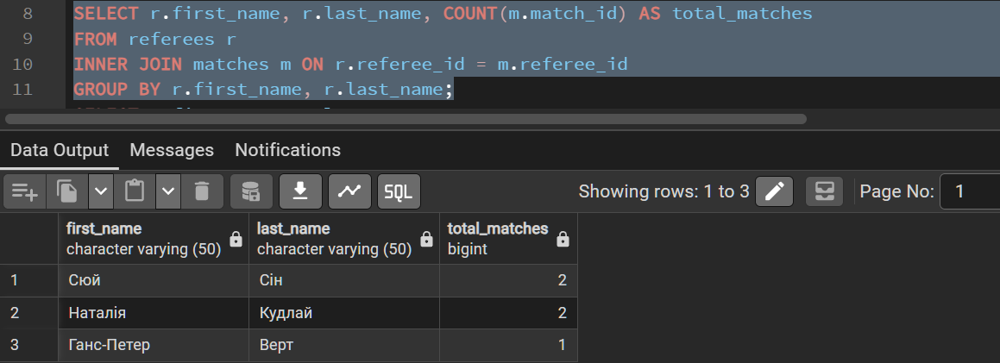 8 SELECT r.first_name, r.last_name, COUNT(m.match_id) AS total_matches
9 FROM referees r
10 INNER JOIN matches m ON r.referee_id = m.referee_id
11 GROUP BY r.first_name, r.last_name;
Data Output Messages Notifications
SQL Showing rows: 1 to 3 Page No: 1
first_name last_name total_matches
character varying (50) character varying (50) bigint
1 Сюй Сін 2
2 Наталія Кудлай 2
3 Ганс-Петер Верт 1